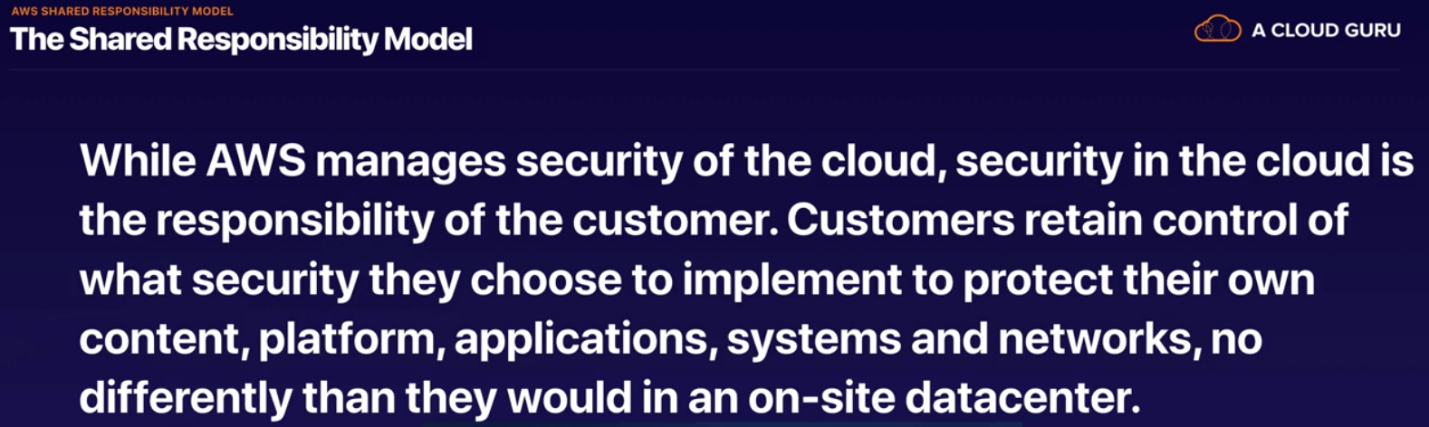 AWS SHARED RESPONSIBILITY MODEL
The Shared Responsibility Model
A CLOUD GURU
While AWS manages security of the cloud, security in the cloud is
the responsibility of the customer. Customers retain control of
what security they choose to implement to protect their own
content, platform, applications, systems and networks, no
differently than they would in an on-site datacenter.